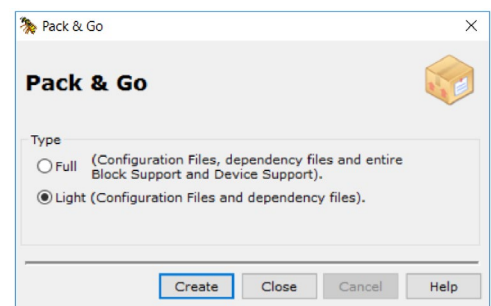 Pack & Go
Pack & Go
Type
Full (Configuration Files, dependency files and entire
Block Support and Device Support).
Light (Configuration Files and dependency files).
Create Close Cancel Help